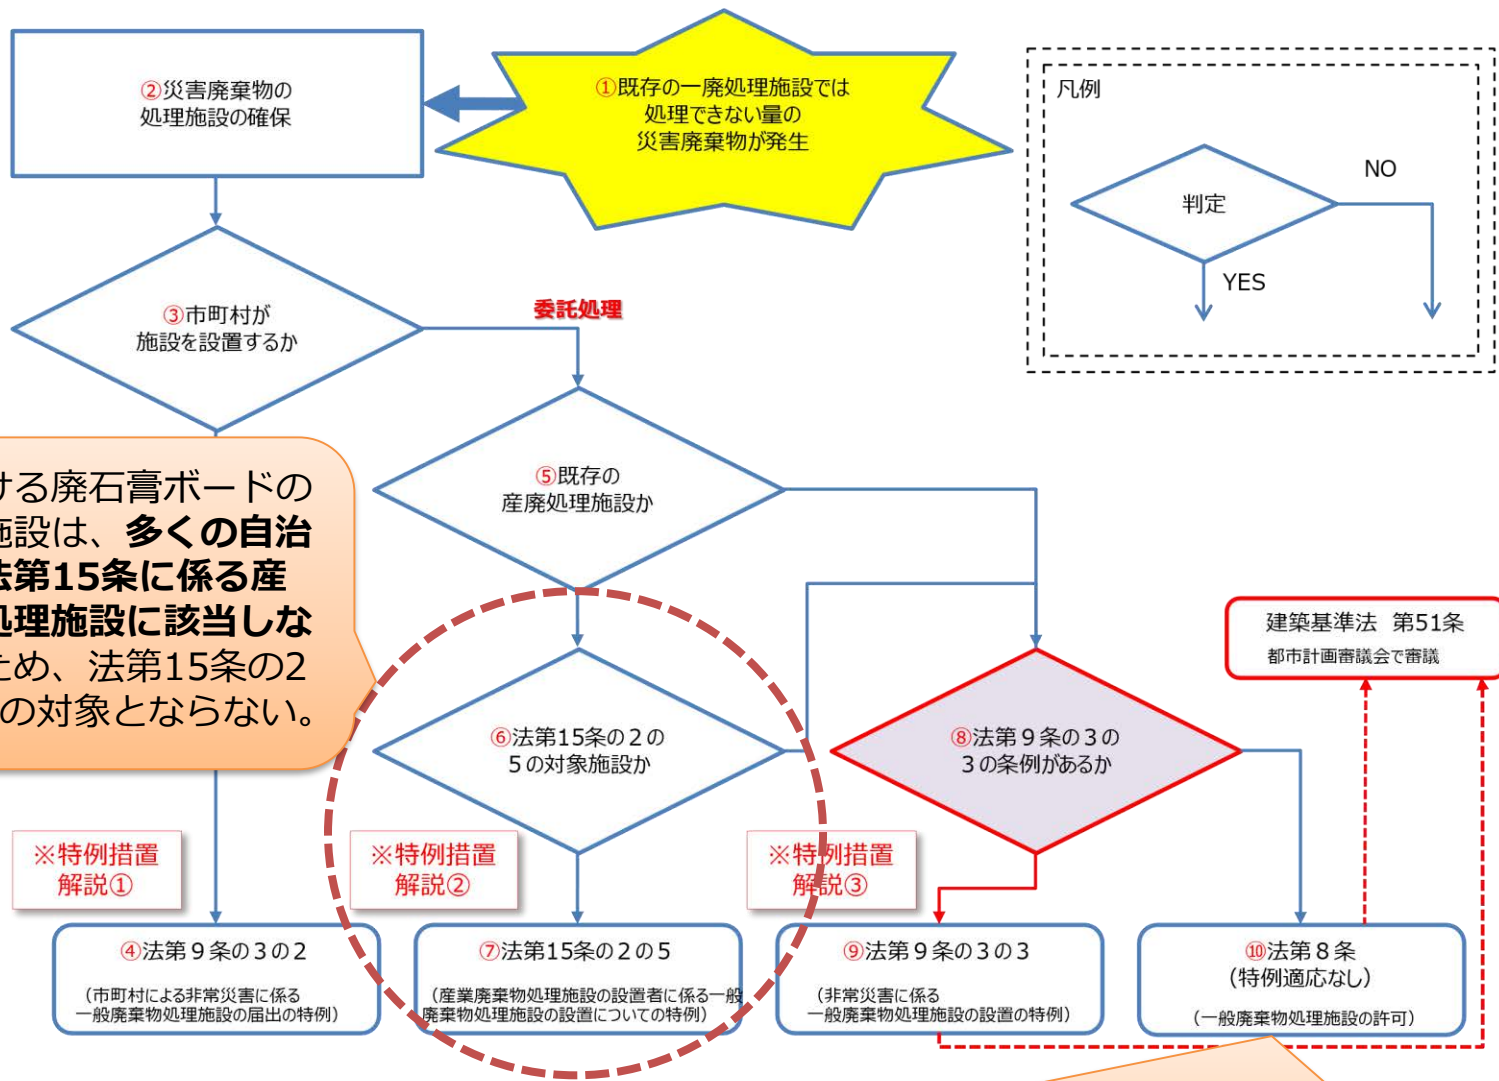 ①既存の一廃処理施設では
処理できない量の
災害廃棄物が発生
②災害廃棄物の
処理施設の確保
凡例
判定
NO
YES
③市町村が
施設を設置するか
委託処理
⑤既存の
産廃処理施設か
ける廃石膏ボードの
施設は、多くの自治
法第15条に係る産
処理施設に該当しな
ため、法第15条の2
の対象とならない。
⑥法第15条の2の
5の対象施設か
⑧法第9条の3の
3の条例があるか
建築基準法 第51条
都市計画審議会で審議
※特例措置
解説①
※特例措置
解説②
※特例措置
解説③
④法第9条の3の2
(市町村による非常災害に係る
一般廃棄物処理施設の届出の特例)
⑦法第15条の2の5
(産業廃棄物処理施設の設置者に係る一般
廃棄物処理施設の設置についての特例)
⑨法第9条の3の3
(非常災害に係る
一般廃棄物処理施設の設置の特例)
⑩法第8条
(特例適応なし)
(一般廃棄物処理施設の許可)